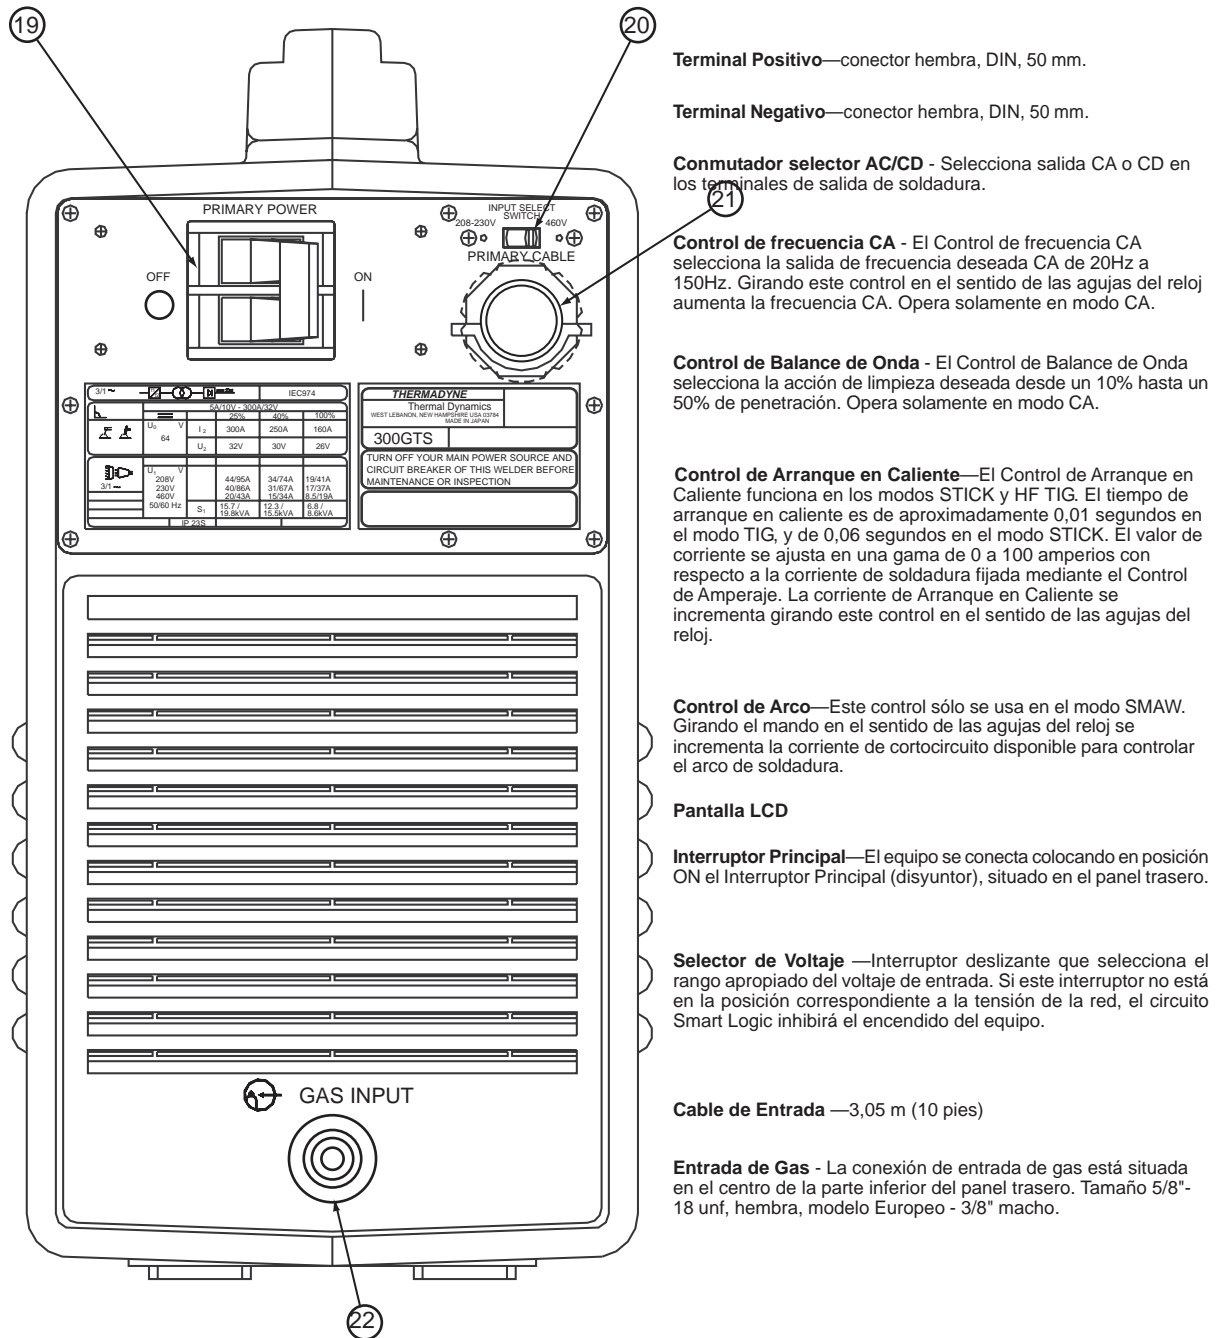 19
20
21
PRIMARY POWER
INPUT SELECT
SWITCH
208-230V
460V
PRIMARY CABLE
OFF
ON
3/1~
IEC974
5A/10V - 300A/32V
25% 40% 100%
U0 V
64
I2 300A 250A 160A
U2 32V 30V 26V
3/1~
U1 V
208V 44/95A 34/74A 19/41A
230V 40/86A 31/67A 17/37A
460V 20/43A 15/34A 8.5/19A
50/60 Hz
S1 15.7 / 12.3 / 6.8 /
19.8kVA 15.5kVA 8.6kVA
IP 23S
THERMADYNE
Thermal Dynamics
WEST LEBANON, NEW HAMPSHIRE USA 03784
MADE IN JAPAN
300GTS
TURN OFF YOUR MAIN POWER SOURCE AND
CIRCUIT BREAKER OF THIS WELDER BEFORE
MAINTENANCE OR INSPECTION
GAS INPUT
22
Terminal Positivo—conector hembra, DIN, 50 mm.
Terminal Negativo—conector hembra, DIN, 50 mm.
Conmutador selector AC/CD - Selecciona salida CA o CD en
los terminales de salida de soldadura.
Control de frecuencia CA - El Control de frecuencia CA
selecciona la salida de frecuencia deseada CA de 20Hz a
150Hz. Girando este control en el sentido de las agujas del reloj
aumenta la frecuencia CA. Opera solamente en modo CA.
Control de Balance de Onda - El Control de Balance de Onda
selecciona la acción de limpieza deseada desde un 10% hasta un
50% de penetración. Opera solamente en modo CA.
Control de Arranque en Caliente—El Control de Arranque en
Caliente funciona en los modos STICK y HF TIG. El tiempo de
arranque en caliente es de aproximadamente 0,01 segundos en
el modo TIG, y de 0,06 segundos en el modo STICK. El valor de
corriente se ajusta en una gama de 0 a 100 amperios con
respecto a la corriente de soldadura fijada mediante el Control
de Amperaje. La corriente de Arranque en Caliente se
incrementa girando este control en el sentido de las agujas del
reloj.
Control de Arco—Este control sólo se usa en el modo SMAW.
Girando el mando en el sentido de las agujas del reloj se
incrementa la corriente de cortocircuito disponible para controlar
el arco de soldadura.
Pantalla LCD
Interruptor Principal—El equipo se conecta colocando en posición
ON el Interruptor Principal (disyuntor), situado en el panel trasero.
Selector de Voltaje —Interruptor deslizante que selecciona el
rango apropiado del voltaje de entrada. Si este interruptor no está
en la posición correspondiente a la tensión de la red, el circuito
Smart Logic inhibirá el encendido del equipo.
Cable de Entrada —3,05 m (10 pies)
Entrada de Gas - La conexión de entrada de gas está situada
en el centro de la parte inferior del panel trasero. Tamaño 5/8"-
18 unf, hembra, modelo Europeo - 3/8" macho.